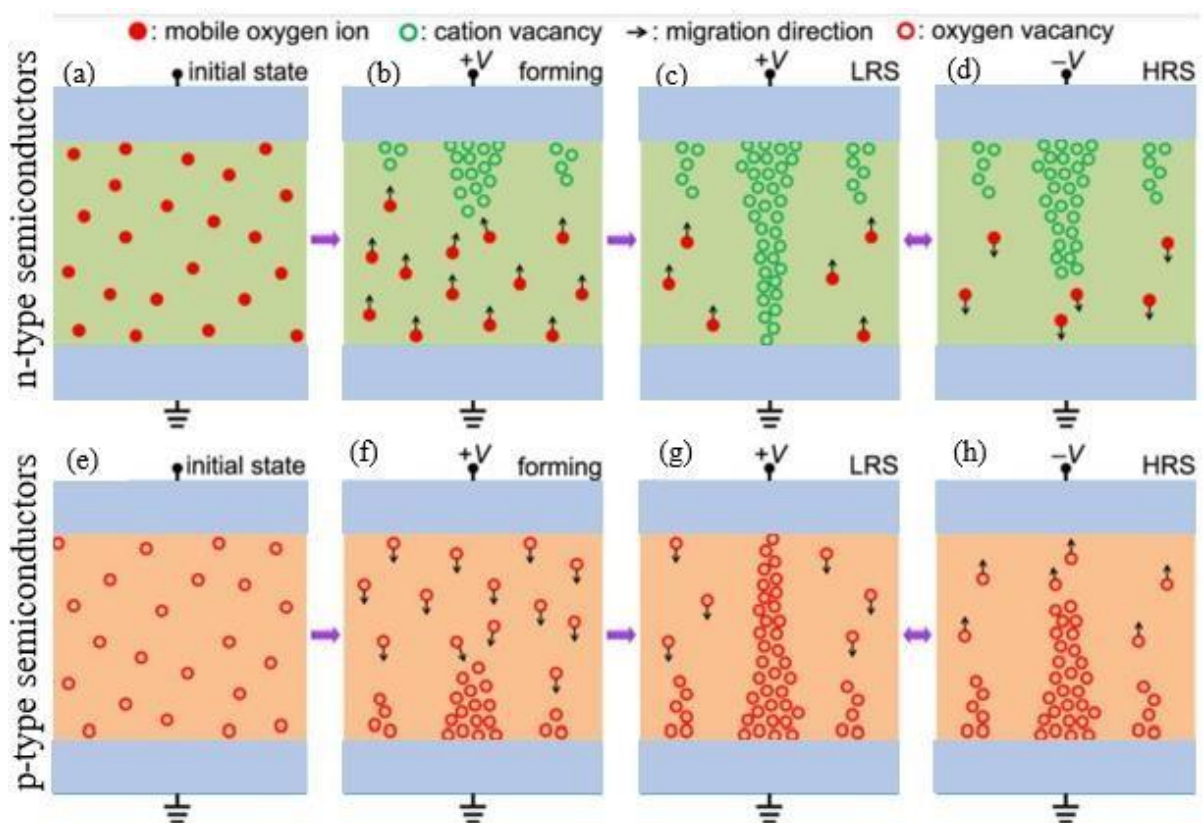 : mobile oxygen ion : cation vacancy : migration direction : oxygen vacancy
n-type semiconductors
(a) initial state
(b) +V forming
(c) +V LRS
(d) −V HRS
p-type semiconductors
(e) initial state
(f) +V forming
(g) +V LRS
(h) −V HRS